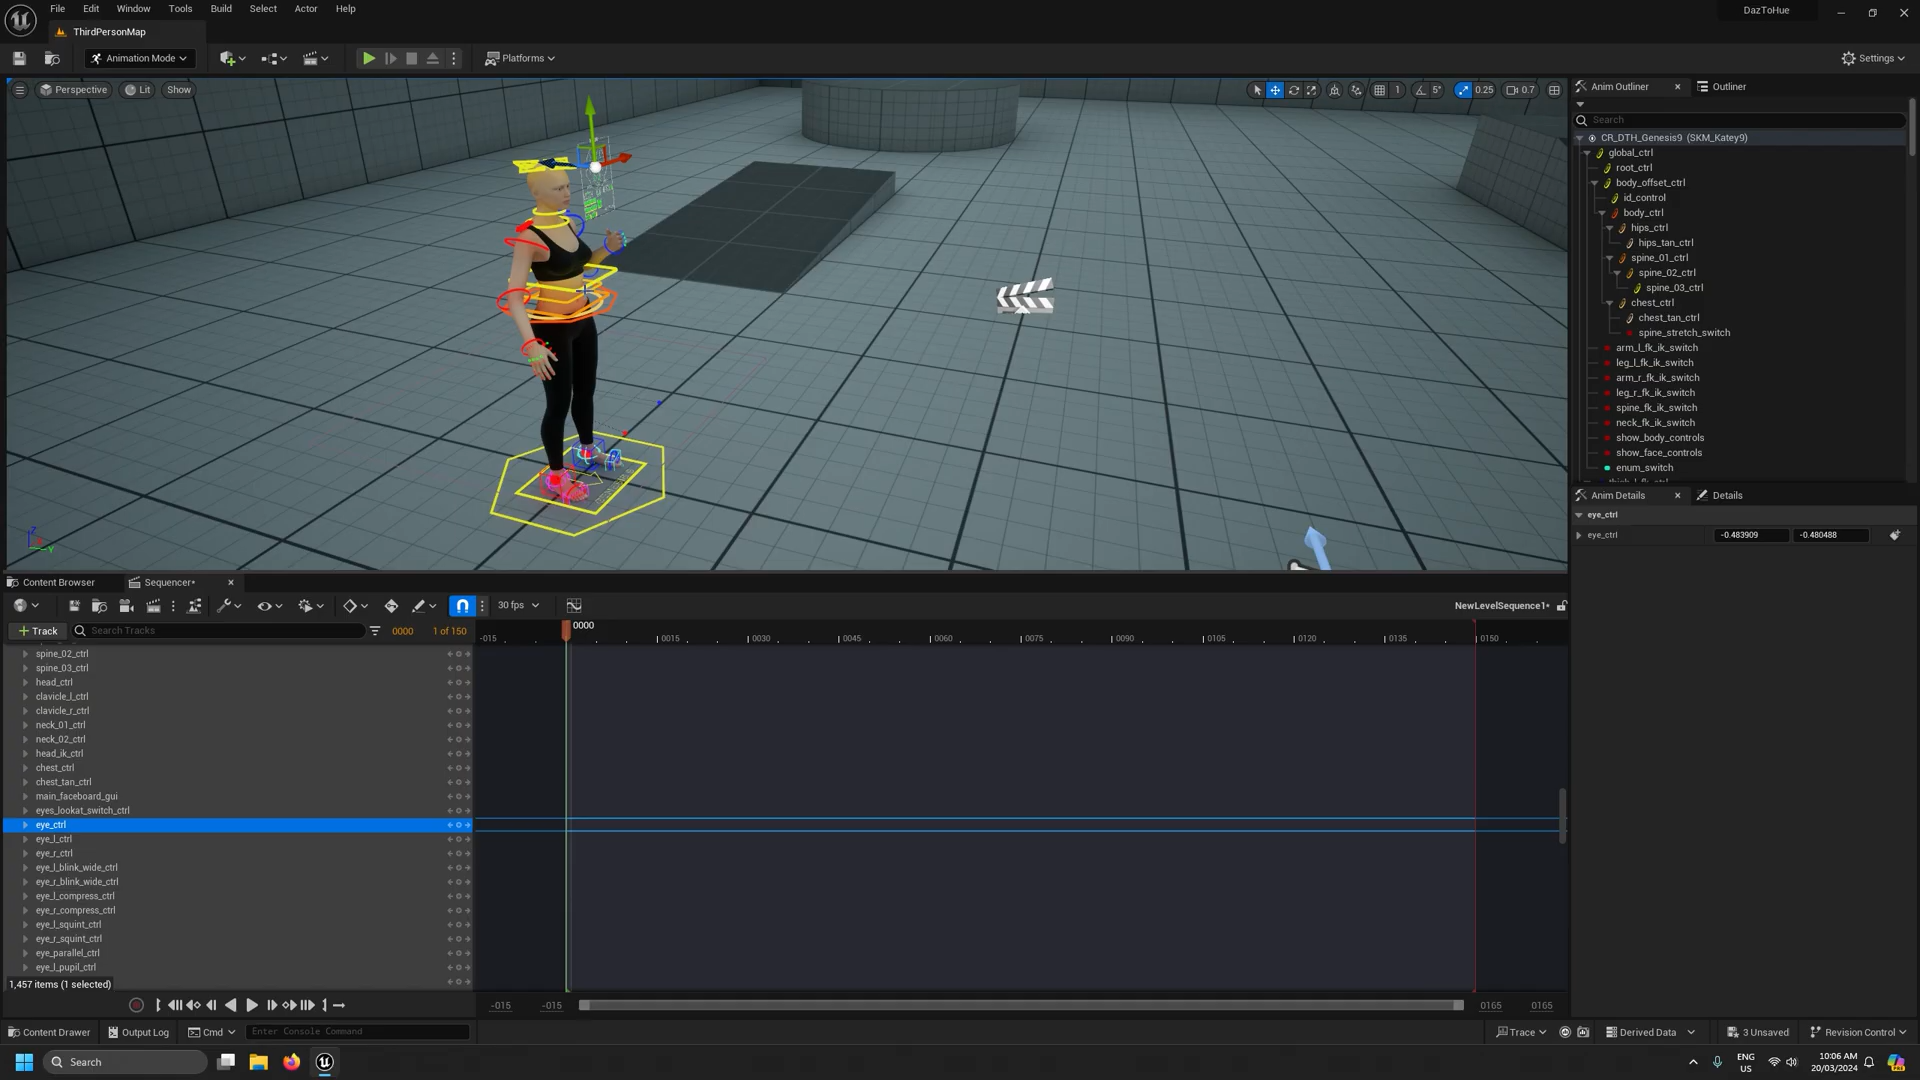 File Edit Window Tools Build Select Actor Help
DazToHue
ThirdPersonMap
Animation Mode
Platforms
Settings
Perspective Lit Show
1 5° 0.25 0.7
Anim Outliner Outliner
Search
CR_DTH_Genesis9 (SKM_Katey9)
global_ctrl
root_ctrl
body_offset_ctrl
id_control
body_ctrl
hips_ctrl
hips_tan_ctrl
spine_01_ctrl
spine_02_ctrl
spine_03_ctrl
chest_ctrl
chest_tan_ctrl
spine_stretch_switch
arm_l_fk_ik_switch
leg_l_fk_ik_switch
arm_r_fk_ik_switch
leg_r_fk_ik_switch
spine_fk_ik_switch
neck_fk_ik_switch
show_body_controls
show_face_controls
enum_switch
Anim Details Details
eye_ctrl
eye_ctrl -0.483909 -0.480488
Z
Y
Content Browser Sequencer*
30 fps
NewLevelSequence1*
Track Search Tracks 0000 1 of 150
0000
-015 0015 0030 0045 0060 0075 0090 0105 0120 0135 0150
spine_02_ctrl
spine_03_ctrl
head_ctrl
clavicle_l_ctrl
clavicle_r_ctrl
neck_01_ctrl
neck_02_ctrl
head_ik_ctrl
chest_ctrl
chest_tan_ctrl
main_faceboard_gui
eyes_lookat_switch_ctrl
eye_ctrl
eye_l_ctrl
eye_r_ctrl
eye_l_blink_wide_ctrl
eye_r_blink_wide_ctrl
eye_l_compress_ctrl
eye_r_compress_ctrl
eye_l_squint_ctrl
eye_r_squint_ctrl
eye_parallel_ctrl
eye_l_pupil_ctrl
1,457 items (1 selected)
-015 -015 0165 0165
Content Drawer Output Log Cmd Enter Console Command
Trace Derived Data 3 Unsaved Revision Control
Search
ENG
US
10:06 AM
20/03/2024